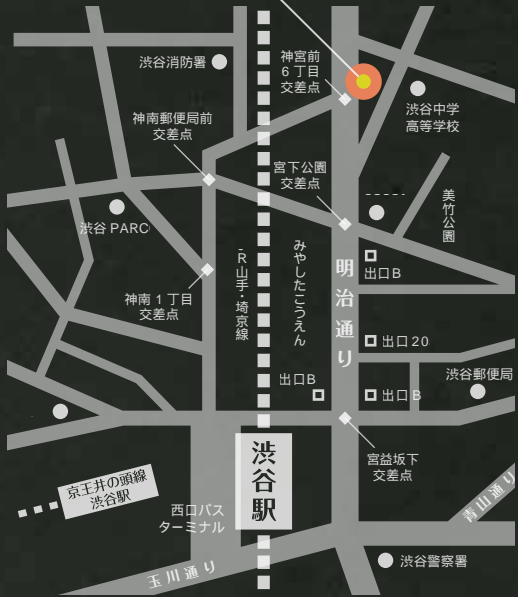 渋谷消防署
神宮前
6丁目
交差点
渋谷中学
高等学校
神南郵便局前
交差点
宮下公園
交差点
美竹公園
渋谷 PARC
-R山手・埼京線
みやしたこうえん
明治通り
出口B
神南1丁目
交差点
出口20
出口B
出口B
渋谷郵便局
渋谷駅
宮益坂下
交差点
京王井の頭線
渋谷駅
西口バス
ターミナル
青山通り
玉川通り
渋谷警察署